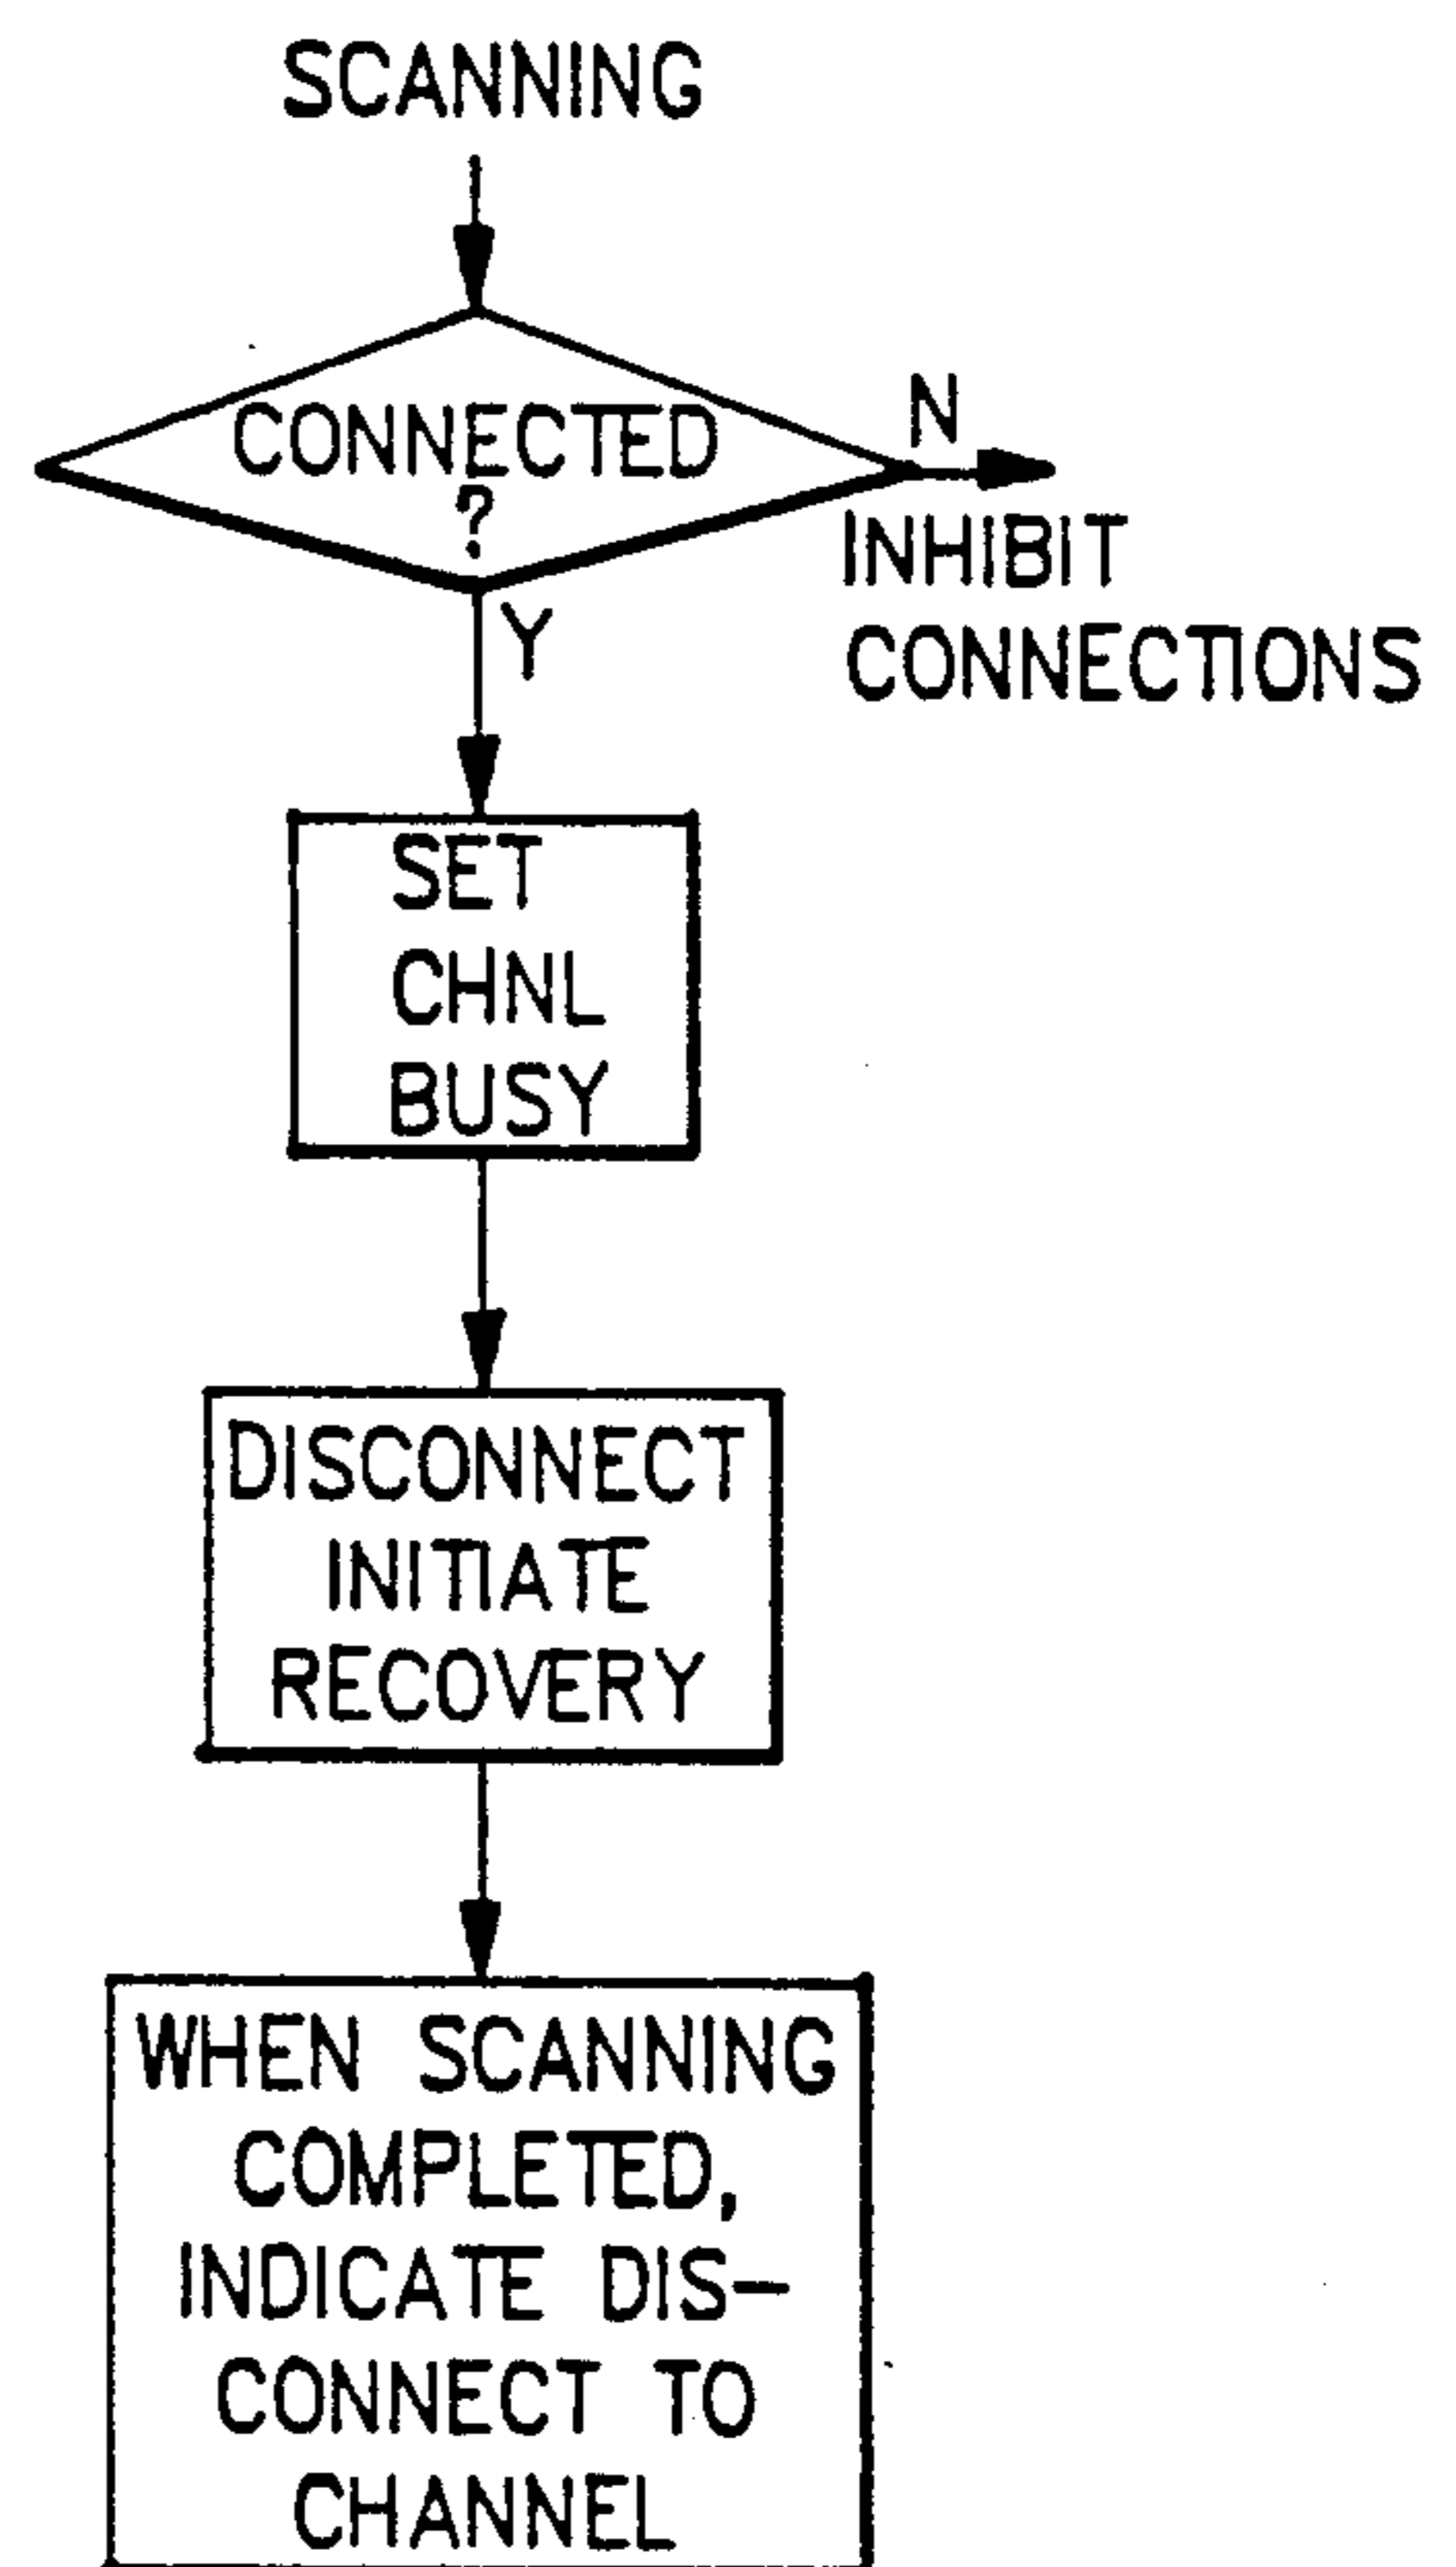 SCANNING
CONNECTED
?
N
INHIBIT
CONNECTIONS
Y
SET
CHNL
BUSY
DISCONNECT
INITIATE
RECOVERY
WHEN SCANNING
COMPLETED,
INDICATE DIS-
CONNECT TO
CHANNEL